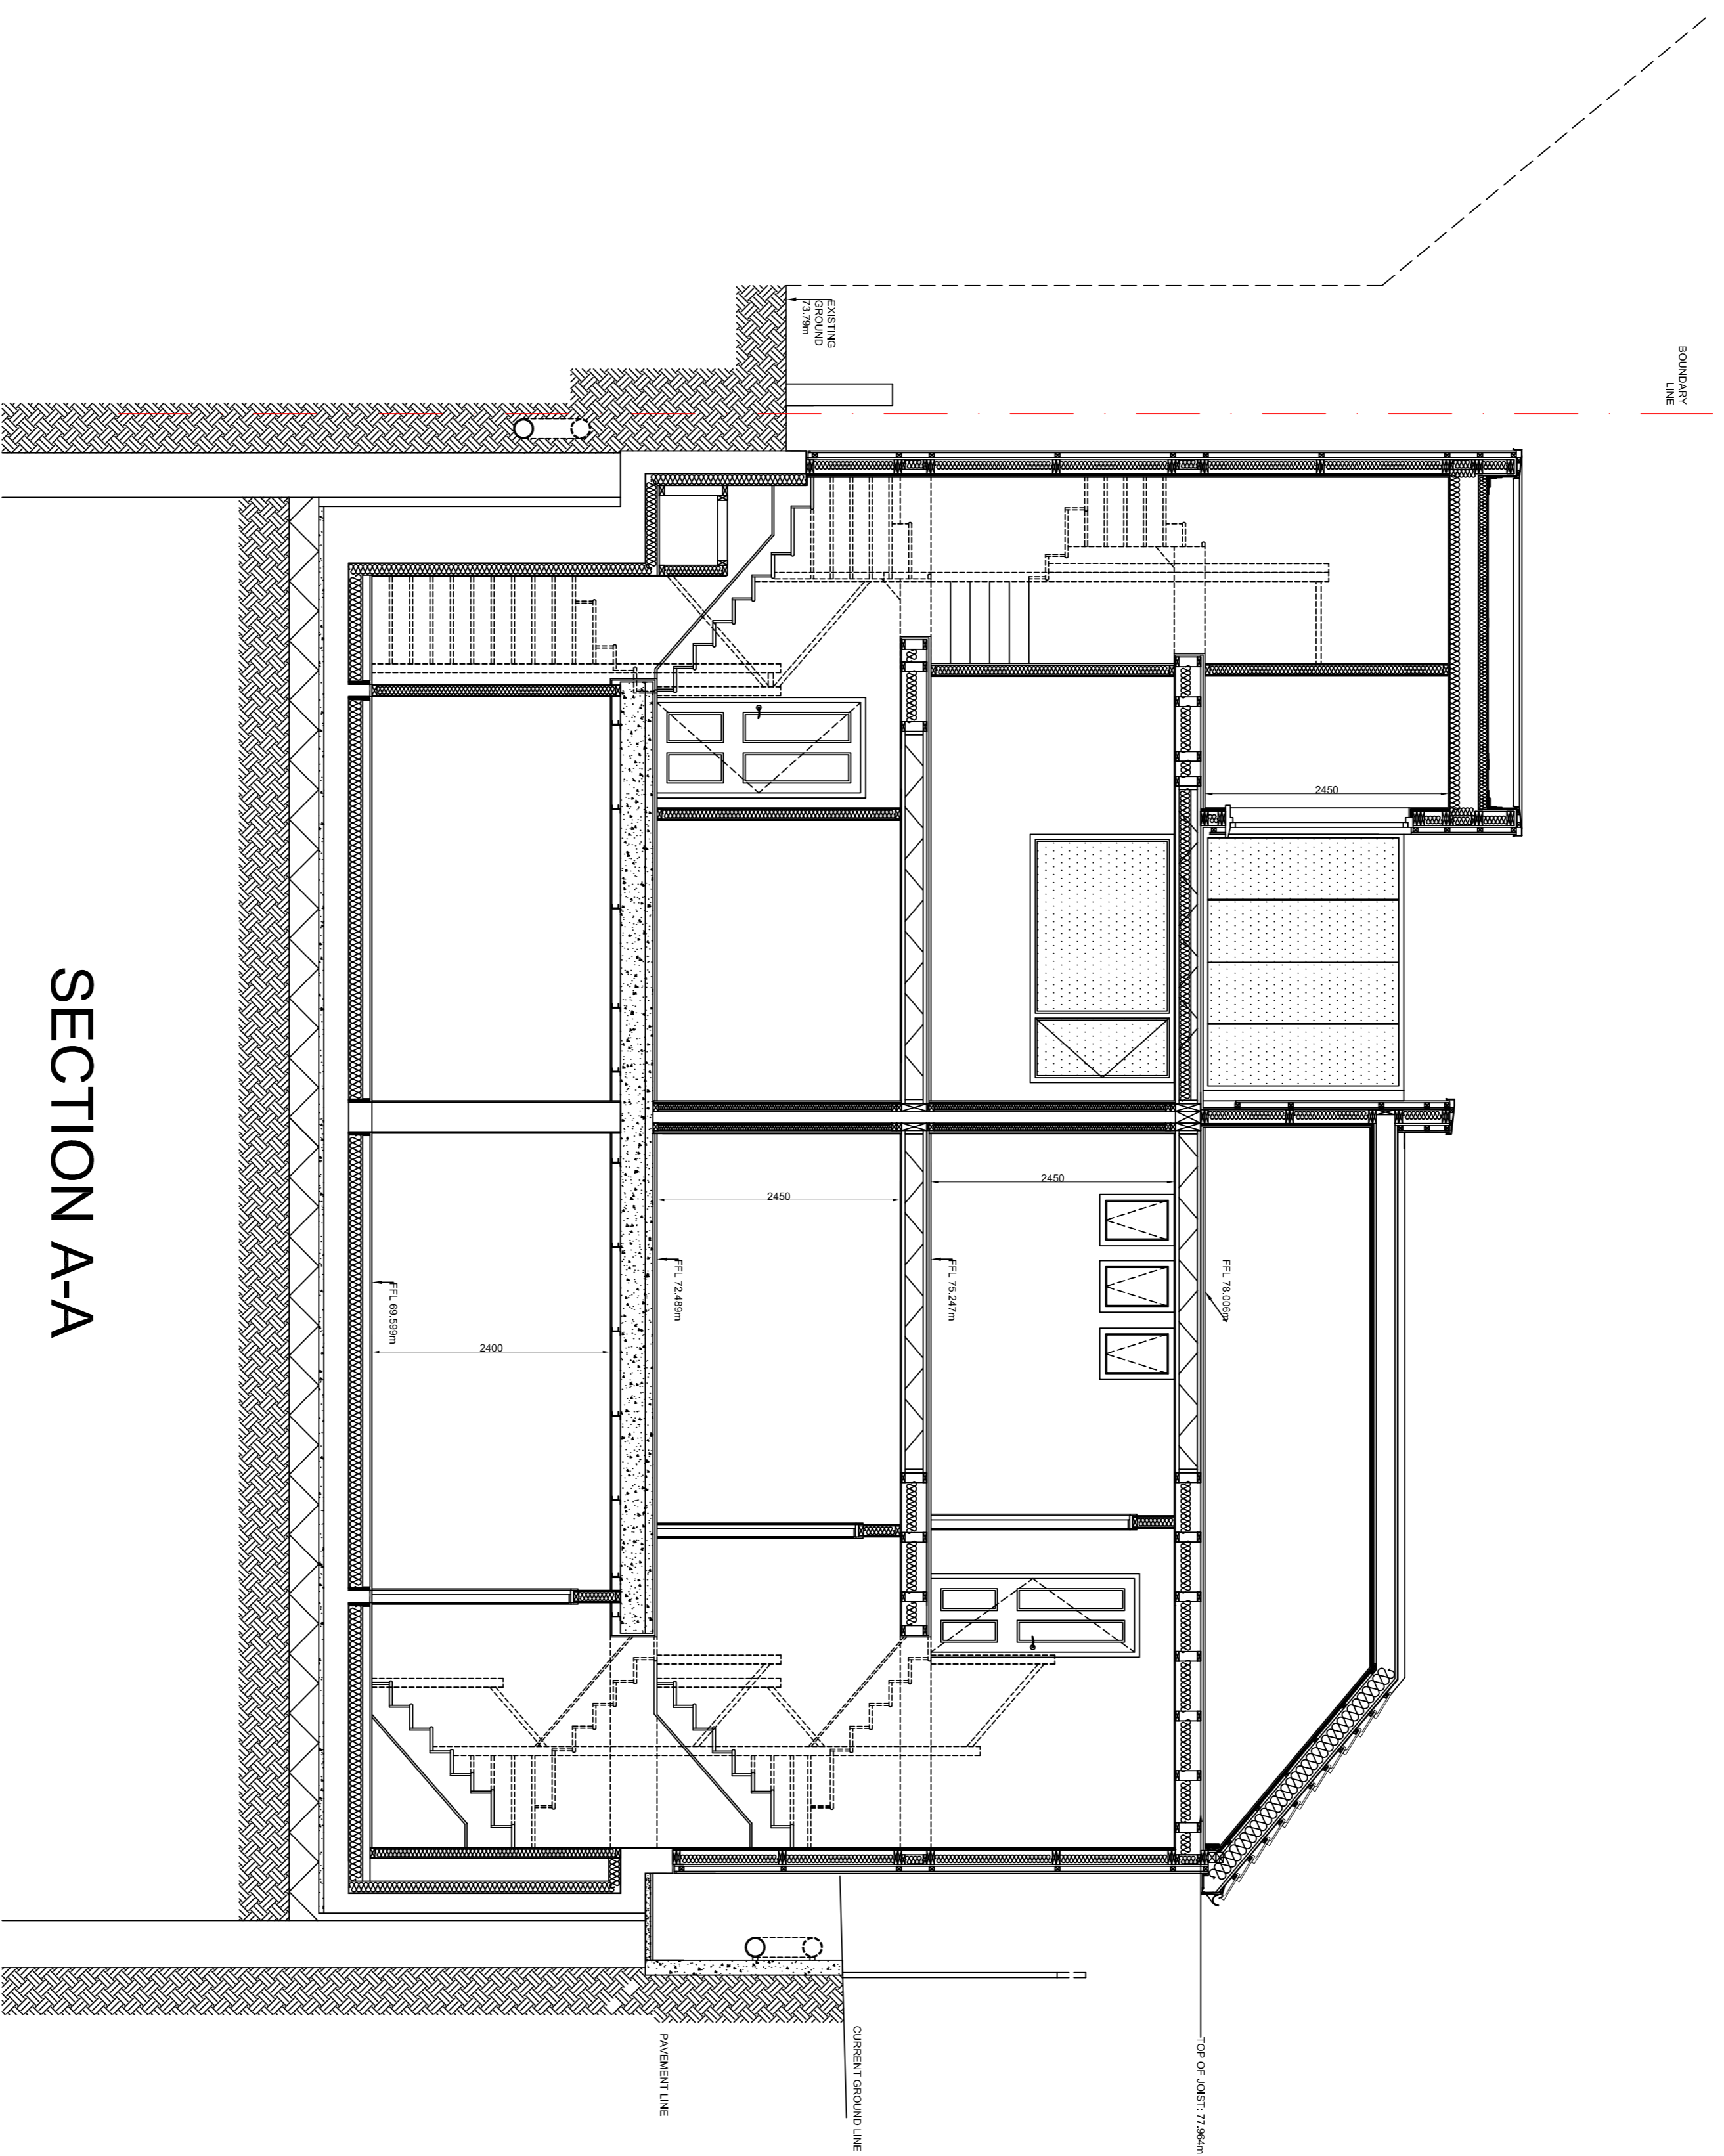 BOUNDARY
LINE
EXISTING
GROUND
73.79m
2450
2450
2450
FFL 78.006m
FFL 75.247m
FFL 72.489m
FFL 69.599m
2400
TOP OF JOIST: 77.964m
CURRENT GROUND LINE
PAVEMENT LINE
SECTION A-A